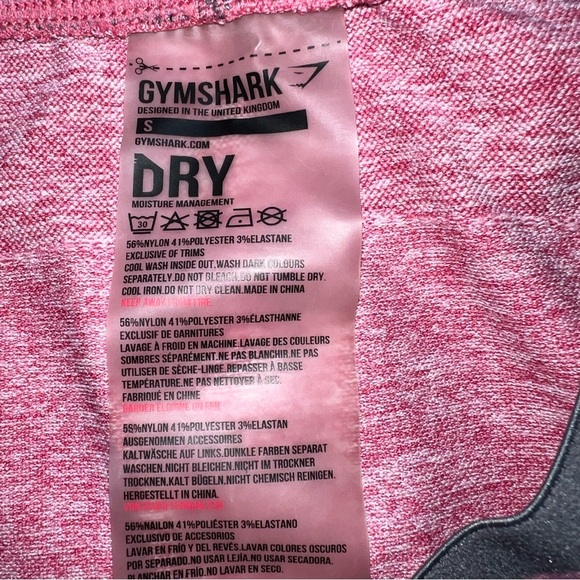 GYMSHARK
DESIGNED IN THE UNITED KINGDOM
S
GYMSHARK.COM
DRY
MOISTURE MANAGEMENT
30
56%NYLON 41%POLYESTER 3%ELASTANE
EXCLUSIVE OF TRIMS
COOL WASH INSIDE OUT,WASH DARK COLOURS
SEPARATELY.DO NOT BLEACH.DO NOT TUMBLE DRY.
COOL IRON.DO NOT DRY CLEAN.MADE IN CHINA
KEEP AWAY FROM FIRE.
56%NYLON 41%POLYESTER 3%ÉLASTHANNE
EXCLUSIF DE GARNITURES
LAVAGE À FROID EN MACHINE.LAVAGE DES COULEURS
SOMBRES SÉPARÉMENT.NE PAS BLANCHIR.NE PAS
UTILISER DE SÈCHE-LINGE.REPASSER À BASSE
TEMPÉRATURE.NE PAS NETTOYER À SEC.
FABRIQUÉ EN CHINE
56%NYLON 41%POLYESTER 3%ELASTAN
AUSGENOMMEN ACCESSOIRES
KALTWÄSCHE AUF LINKS.DUNKLE FARBEN SEPARAT
WASCHEN.NICHT BLEICHEN.NICHT IM TROCKNER
TROCKNEN.KALT BÜGELN.NICHT CHEMISCH REINIGEN.
HERGESTELLT IN CHINA.
56%NAILON 41%POLIÉSTER 3%ELASTANO
EXCLUSIVO DE ACCESORIOS
LAVAR EN FRÍO Y DEL REVÉS.LAVAR COLORES OSCUROS
POR SEPARADO.NO USAR LEJÍA.NO USAR SECADORA.
PLANCHAR EN FRÍO.NO LAVAR EN SECO.